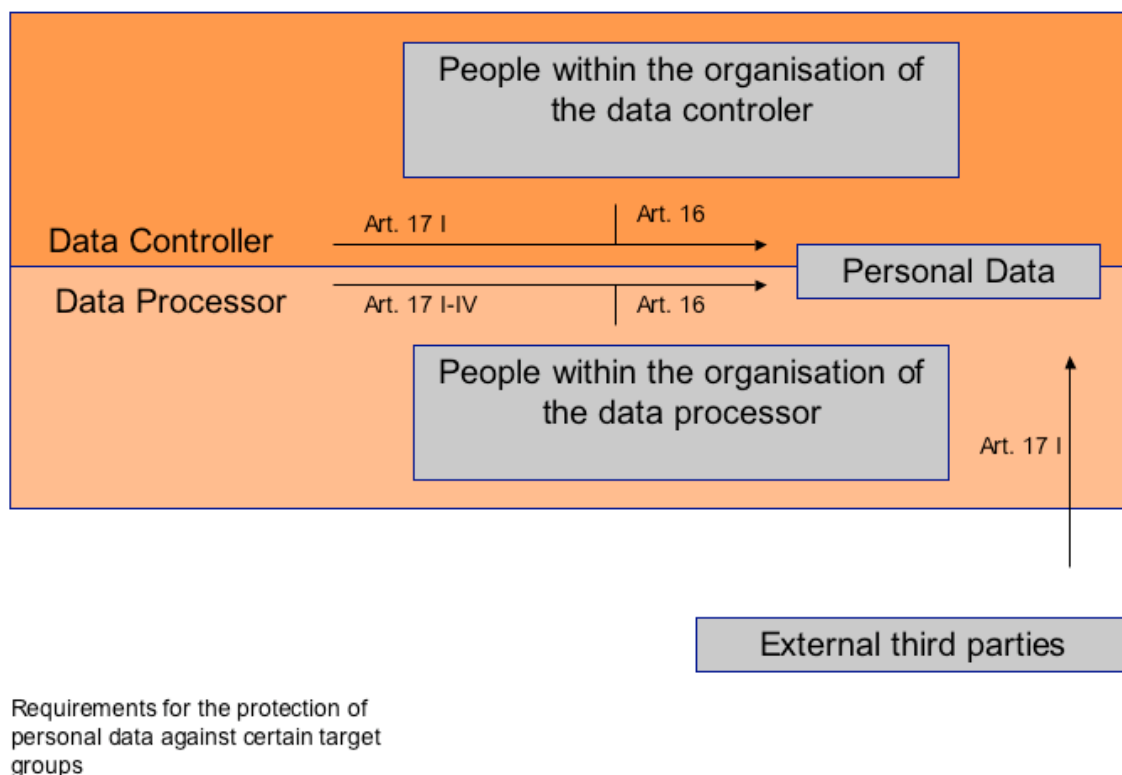 People within the organisation of
the data controler
Art. 17 I
Art. 16
Data Controller
Personal Data
Data Processor
Art. 17 I-IV
Art. 16
People within the organisation of
the data processor
Art. 17 I
External third parties
Requirements for the protection of
personal data against certain target
groups